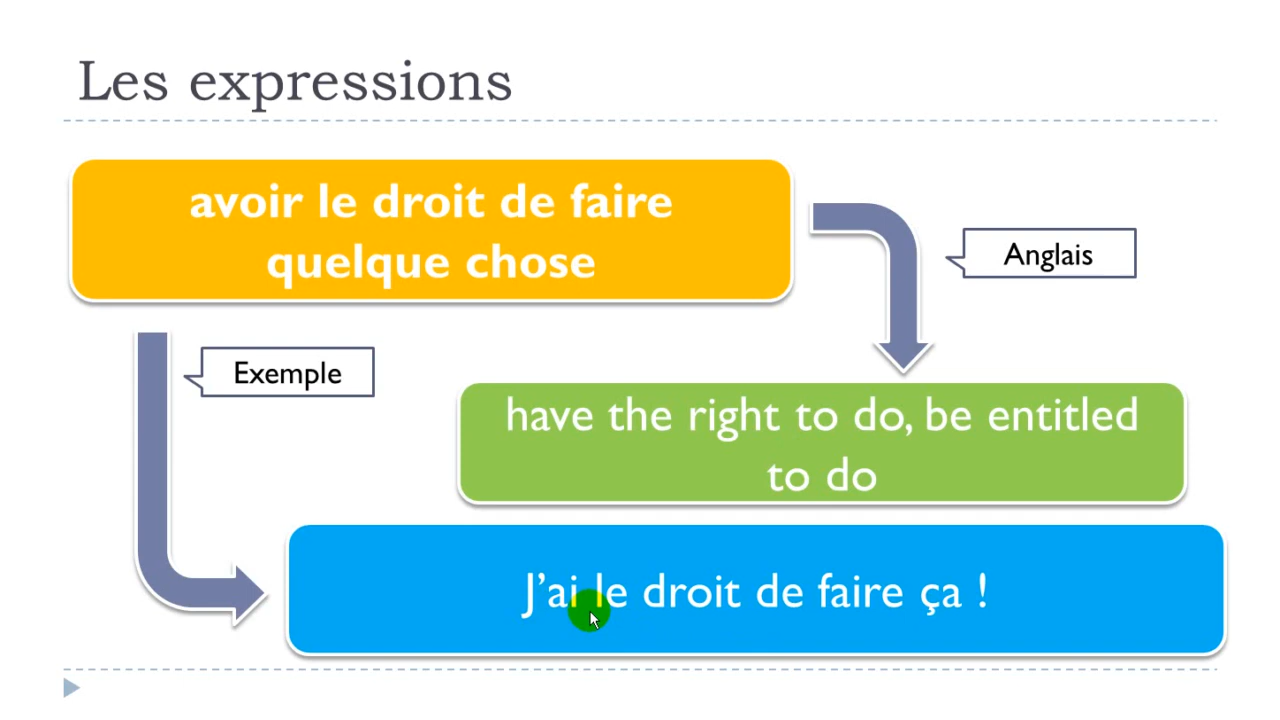 Les expressions
avoir le droit de faire
quelque chose
Anglais
Exemple
have the right to do, be entitled
to do
J’ai le droit de faire ça !